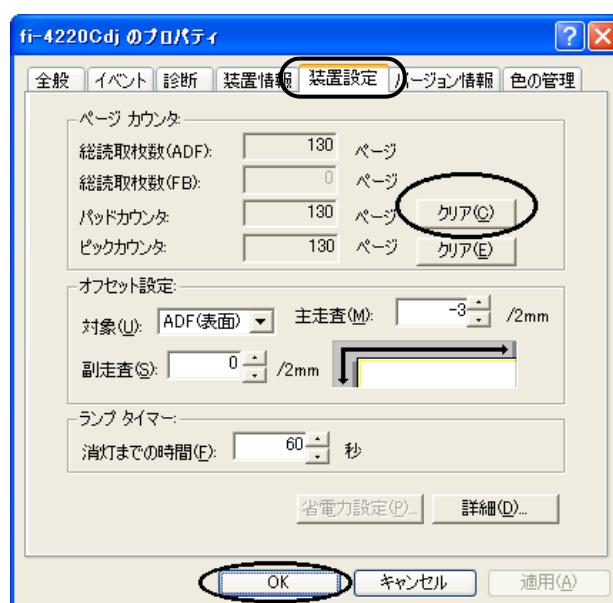 fi-4220Cdj のプロパティ
全般 イベント 診断 装置情報 装置設定 バージョン情報 色の管理
ページ カウンタ:
総読取枚数(ADF): 130 ページ
総読取枚数(FB): 0 ページ
パッドカウンタ: 130 ページ クリア(C)
ピックカウンタ: 130 ページ クリア(E)
オフセット設定:
対象(U): ADF(表面) 主走査(M): -3 /2mm
副走査(S): 0 /2mm
ランプ タイマー:
消灯までの時間(F): 60 秒
省電力設定(P)... 詳細(D)...
OK キャンセル 適用(A)